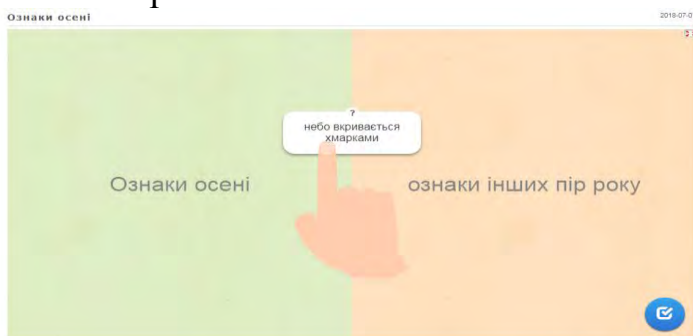 Ознаки осені
2018-07-0
?
небо вкривається
хмарками
Ознаки осені
ознаки інших пір року